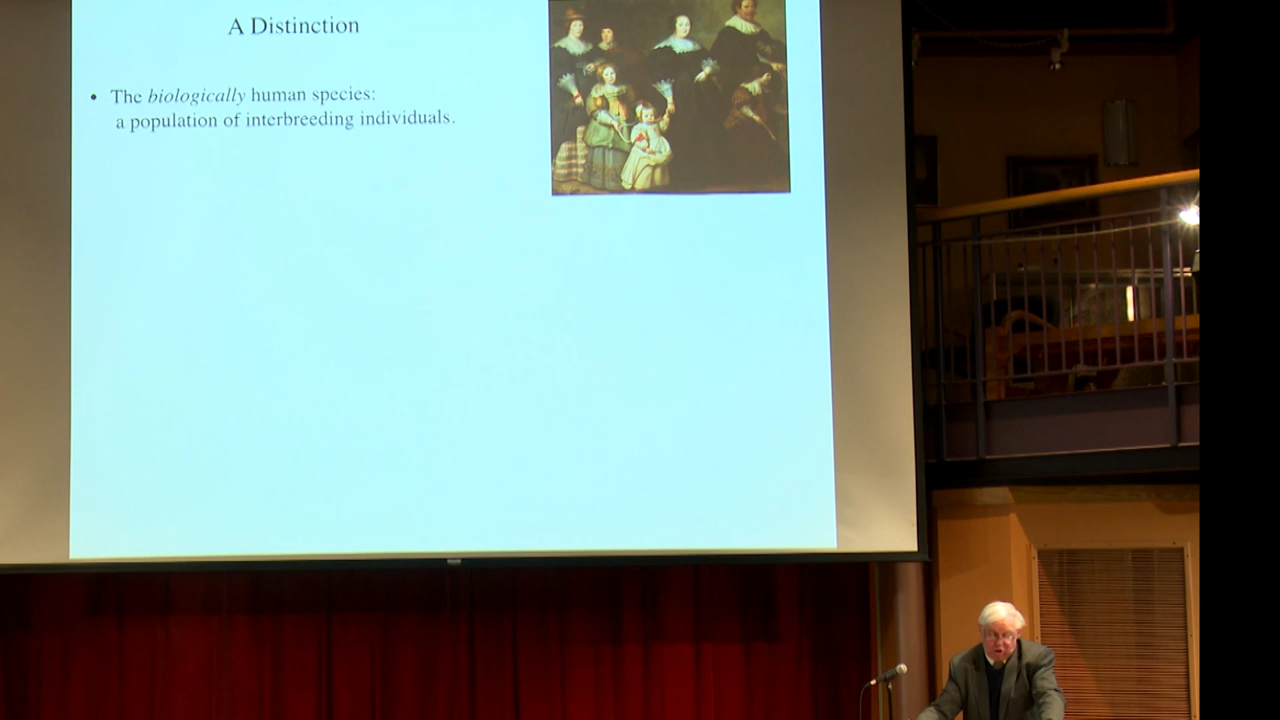 A Distinction
• The biologically human species:
a population of interbreeding individuals.